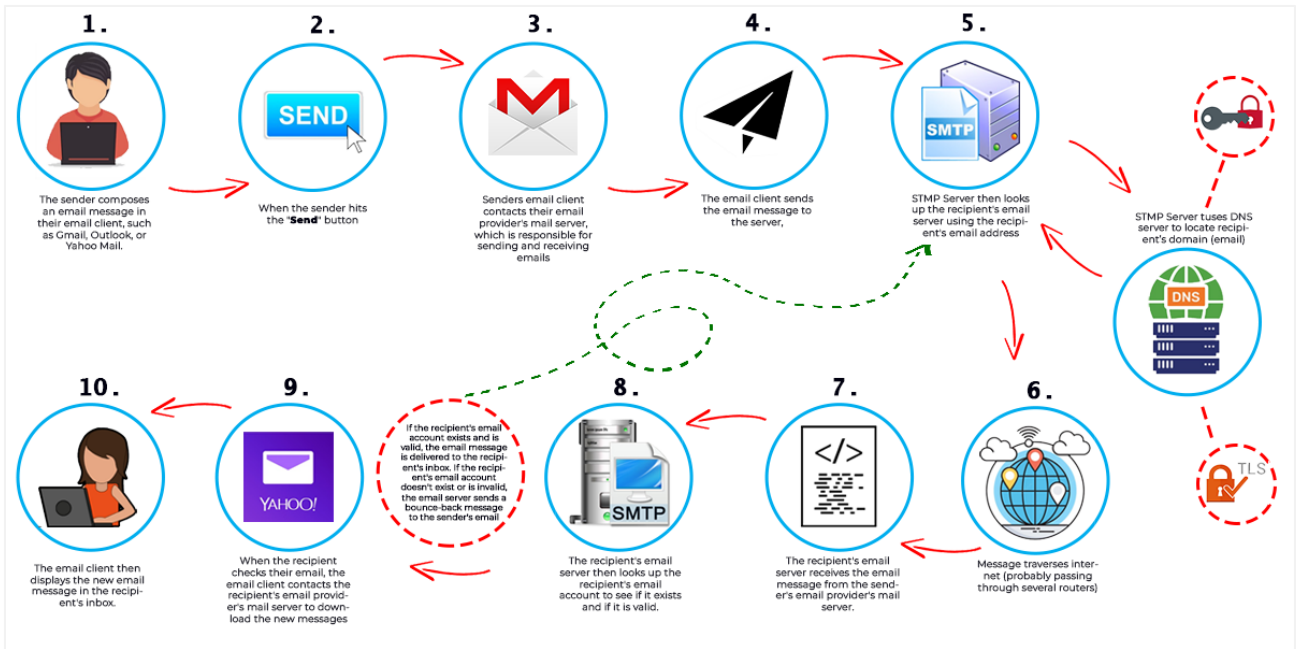 1.
The sender composes
an email message in
their email client, such
as Gmail, Outlook, or
Yahoo Mail.
2.
SEND
When the sender hits
the "Send" button
3.
Senders email client
contacts their email
provider's mail server,
which is responsible for
sending and receiving
emails
4.
The email client sends
the email message to
the server,
5.
SMTP
STMP Server then looks
up the recipient's email
server using the recipi-
ent's email address
STMP Server tuses DNS
server to locate recipi-
ent's domain (email)
DNS
TLS
6.
Message traverses inter-
net (probably passing
through several routers)
7.
</>
The recipient's email
server receives the email
message from the send-
er's email provider's mail
server.
8.
SMTP
The recipient's email
server then looks up the
recipient's email
account to see if it exists
and if it is valid.
If the recipient's email
account exists and is
valid, the email message
is delivered to the recipi-
ent's inbox. If the recipi-
ent's email account
doesn't exist or is invalid,
the email server sends a
bounce-back message
to the sender's email
9.
YAHOO!
When the recipient
checks their email, the
email client contacts the
recipient's email provid-
er's mail server to down-
load the new messages
10.
The email client then
displays the new email
message in the recipi-
ent's inbox.